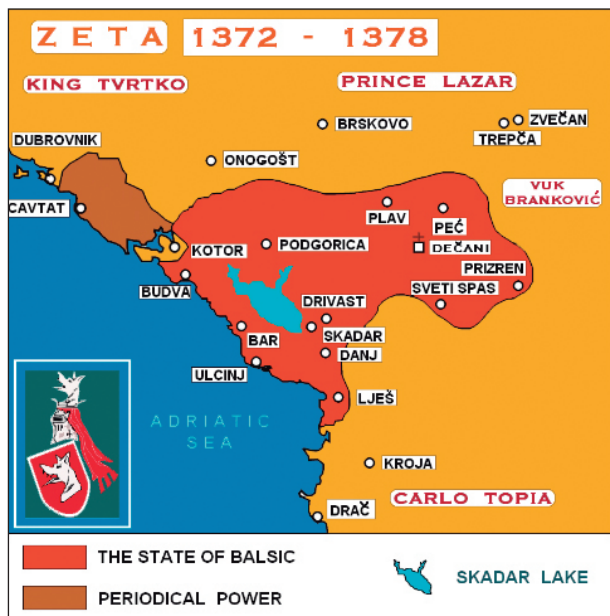 ZETA 1372 - 1378
KING TVRTKO
PRINCE LAZAR
BRSKOVO
ZVEČAN
TREPČA
DUBROVNIK
ONOGOŠT
VUK
BRANKOVIĆ
CAVTAT
PLAV
PEĆ
KOTOR
PODGORICA
DEČANI
PRIZREN
BUDVA
SVETI SPAS
DRIVAST
BAR
SKADAR
DANJ
ULCINJ
LJEŠ
ADRIATIC
SEA
KROJA
CARLO TOPIA
DRAČ
THE STATE OF BALSIC
SKADAR LAKE
PERIODICAL POWER